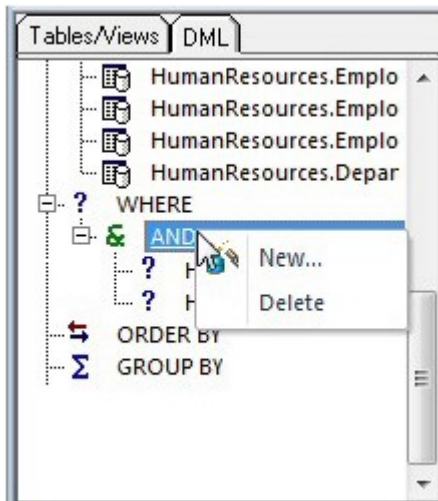 Tables/Views DML
HumanResources.Emplo
HumanResources.Emplo
HumanResources.Emplo
HumanResources.Depar
? WHERE
& AND
New...
? H
Delete
? H
ORDER BY
Σ GROUP BY